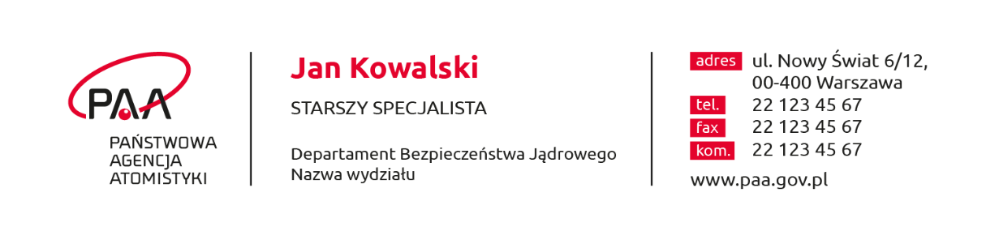 PAA
PAŃSTWOWA
AGENCJA
ATOMISTYKI
Jan Kowalski
STARSZY SPECJALISTA
Departament Bezpieczeństwa Jądrowego
Nazwa wydziału
adres ul. Nowy Świat 6/12,
00-400 Warszawa
tel. 22 123 45 67
fax 22 123 45 67
kom. 22 123 45 67
www.paa.gov.pl